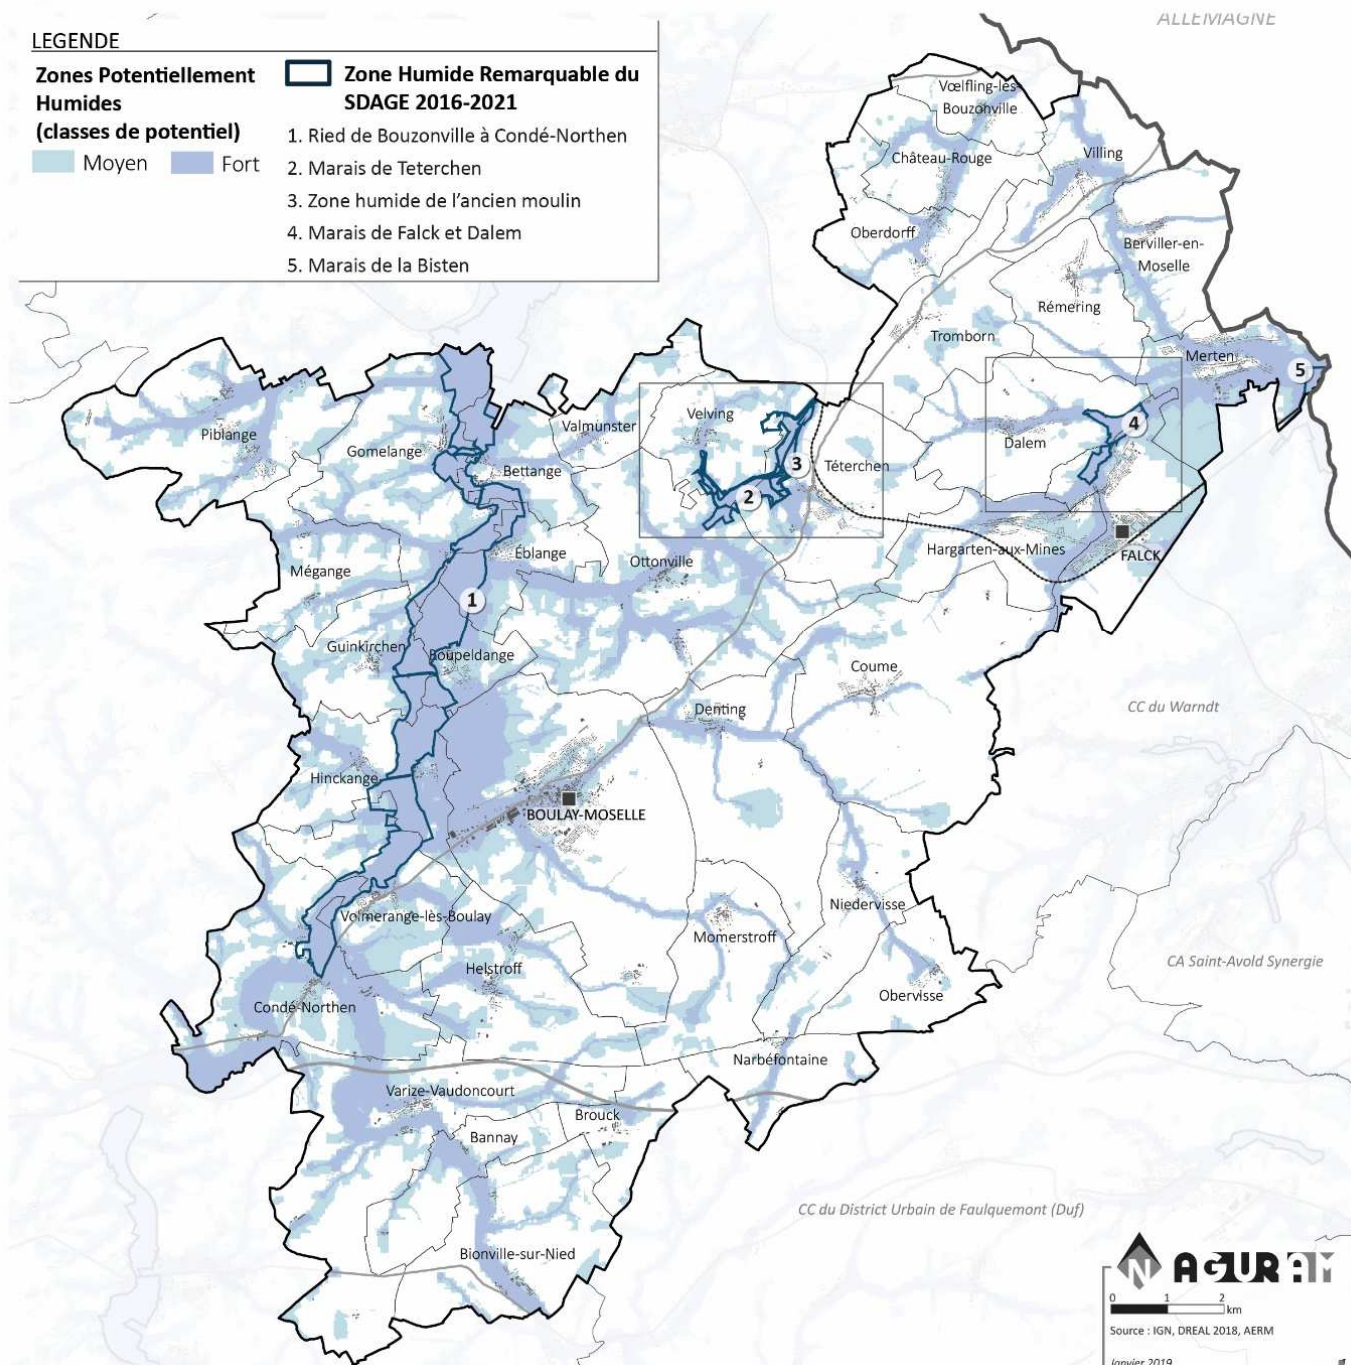 ALLEMAGNE
LEGENDE
Zones Potentiellement
Humides
(classes de potentiel)
Moyen
Fort
Zone Humide Remarquable du
SDAGE 2016-2021
1. Ried de Bouzonville à Condé-Northen
2. Marais de Teterchen
3. Zone humide de l'ancien moulin
4. Marais de Falck et Dalem
5. Marais de la Bisten
Vœlfling-lès-
Bouzonville
Château-Rouge
Villing
Oberdorff
Berviller-en-
Moselle
Rémering
Tromborn
Merten
5
Piblange
Gomelange
Valmunster
Velving
Dalem
4
Bettange
3
Téterchen
2
Éblange
Ottonville
Hargarten-aux-Mines
FALCK
Mégange
1
Guinkirchen
Roupeldange
Coume
Denting
CC du Warndt
Hinckange
BOULAY-MOSELLE
Volmerange-lès-Boulay
Niedervisse
Momerstroff
Helstroff
CA Saint-Avold Synergie
Obervisse
Condé-Northen
Narbéfontaine
Varize-Vaudoncourt
Brouck
Bannay
CC du District Urbain de Faulquemont (Duf)
Bionville-sur-Nied
N
AGURAM
0 1 2
km
Source : IGN, DREAL 2018, AERM
Janvier 2019